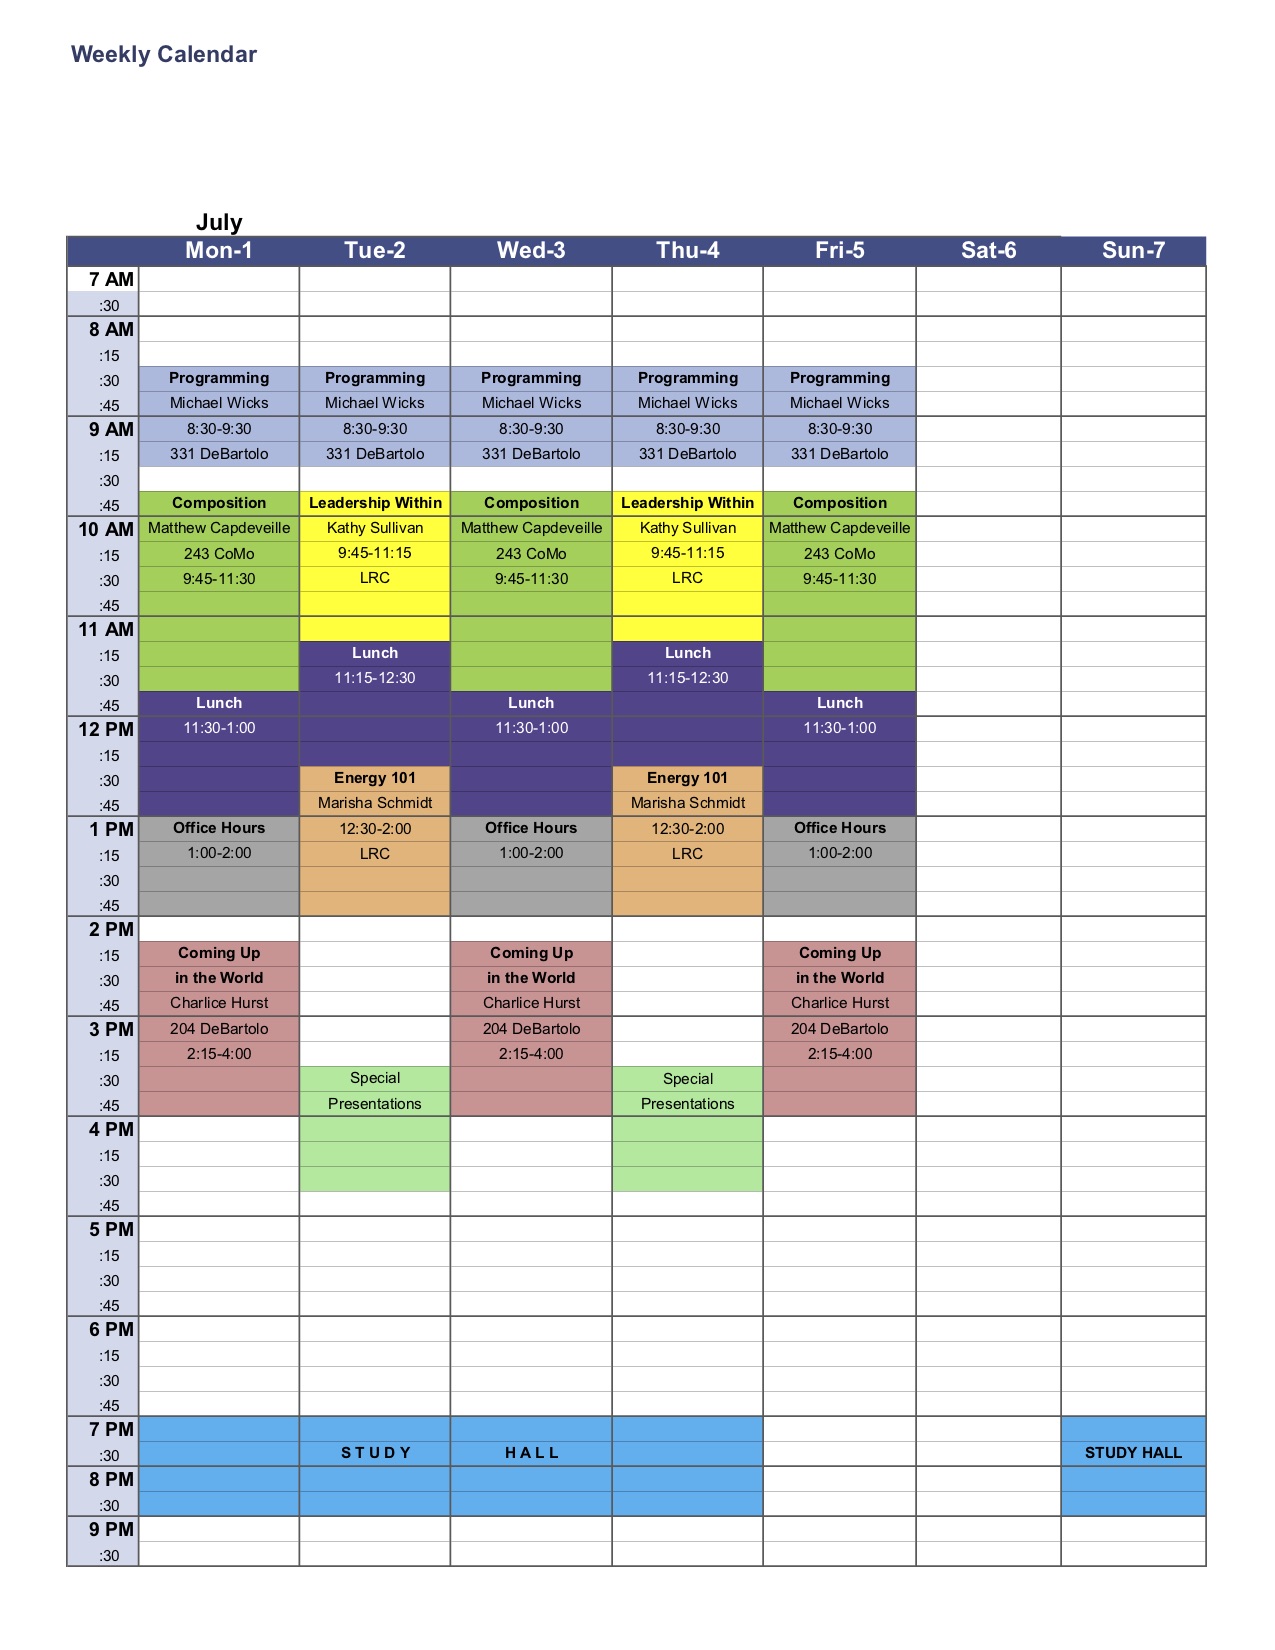 Weekly Calendar
July
Mon-1 Tue-2 Wed-3 Thu-4 Fri-5 Sat-6 Sun-7
7 AM
:30
8 AM
:15
:30 Programming Programming Programming Programming Programming
:45 Michael Wicks Michael Wicks Michael Wicks Michael Wicks Michael Wicks
9 AM 8:30-9:30 8:30-9:30 8:30-9:30 8:30-9:30 8:30-9:30
:15 331 DeBartolo 331 DeBartolo 331 DeBartolo 331 DeBartolo 331 DeBartolo
:30
:45 Composition Leadership Within Composition Leadership Within Composition
10 AM Matthew Capdeveille Kathy Sullivan Matthew Capdeveille Kathy Sullivan Matthew Capdeveille
:15 243 CoMo 9:45-11:15 243 CoMo 9:45-11:15 243 CoMo
:30 9:45-11:30 LRC 9:45-11:30 LRC 9:45-11:30
:45
11 AM
:15 Lunch Lunch
:30 11:15-12:30 11:15-12:30
:45 Lunch Lunch Lunch
12 PM 11:30-1:00 11:30-1:00 11:30-1:00
:15
:30 Energy 101 Energy 101
:45 Marisha Schmidt Marisha Schmidt
1 PM Office Hours 12:30-2:00 Office Hours 12:30-2:00 Office Hours
:15 1:00-2:00 LRC 1:00-2:00 LRC 1:00-2:00
:30
:45
2 PM
:15 Coming Up Coming Up Coming Up
:30 in the World in the World in the World
:45 Charlice Hurst Charlice Hurst Charlice Hurst
3 PM 204 DeBartolo 204 DeBartolo 204 DeBartolo
:15 2:15-4:00 2:15-4:00 2:15-4:00
:30 Special Special
:45 Presentations Presentations
4 PM
:15
:30
:45
5 PM
:15
:30
:45
6 PM
:15
:30
:45
7 PM
:30 S T U D Y H A L L STUDY HALL
8 PM
:30
9 PM
:30